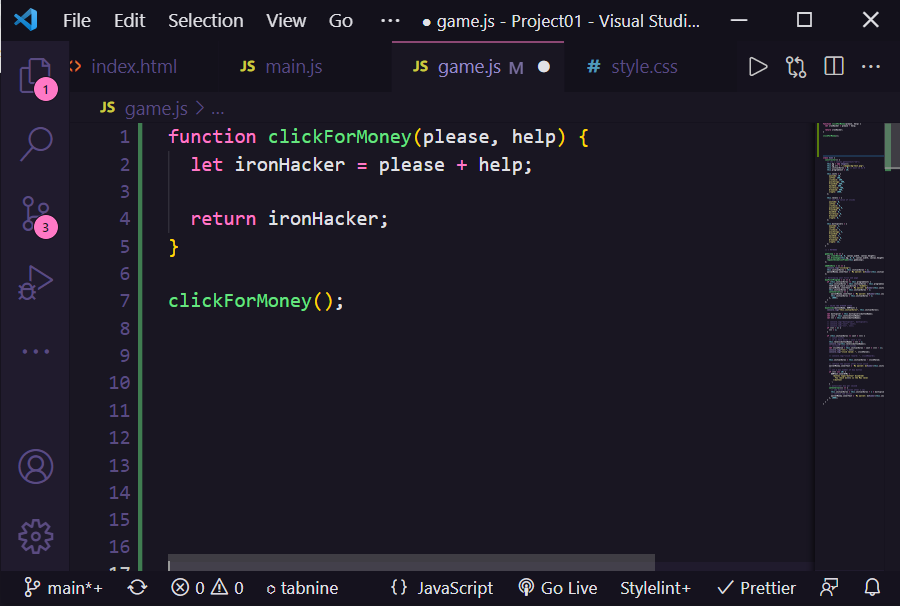 File Edit Selection View Go ··· ● game.js - Project01 - Visual Studi...
index.html JS main.js JS game.js M # style.css
JS game.js > ...
1 function clickForMoney(please, help) {
2 let ironHacker = please + help;
3
4 return ironHacker;
5 }
6
7 clickForMoney();
8
9
10
11
12
13
14
15
16
17
1
3
main*+ 0 0 tabnine {} JavaScript Go Live Stylelint+ Prettier